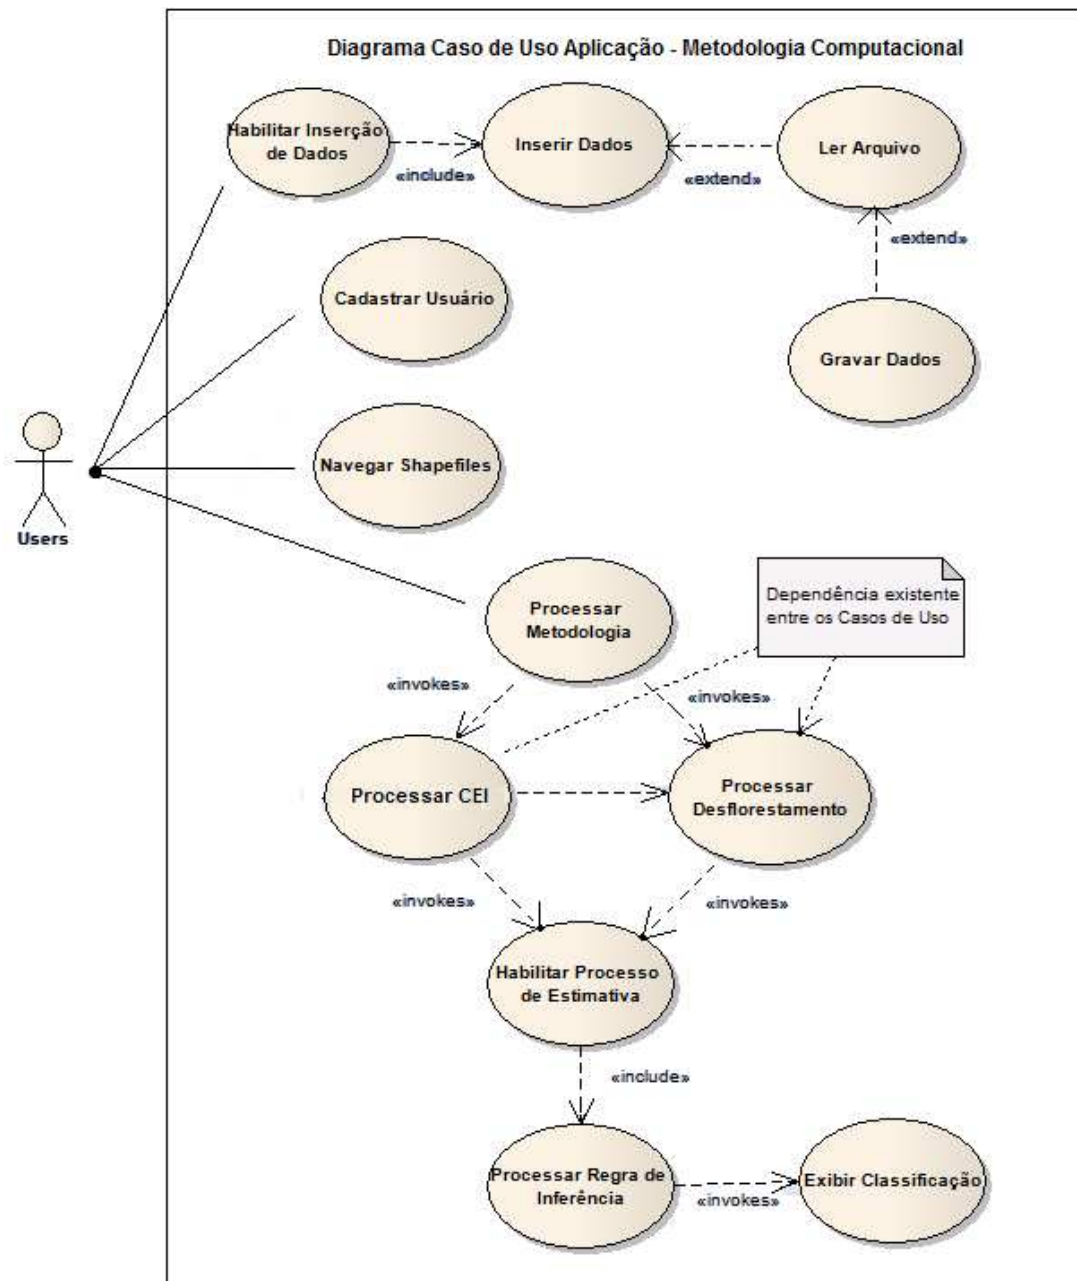 Diagrama Caso de Uso Aplicação - Metodologia Computacional
Habilitar Inserção
de Dados
«include»
Inserir Dados
«extend»
Ler Arquivo
«extend»
Cadastrar Usuário
Gravar Dados
Navegar Shapefiles
Users
Processar
Metodologia
Dependência existente
entre os Casos de Uso
«invokes»
«invokes»
Processar CEI
Processar
Desflorestamento
«invokes»
«invokes»
Habilitar Processo
de Estimativa
«include»
Processar Regra de
Inferência
«invokes»
Exibir Classificação